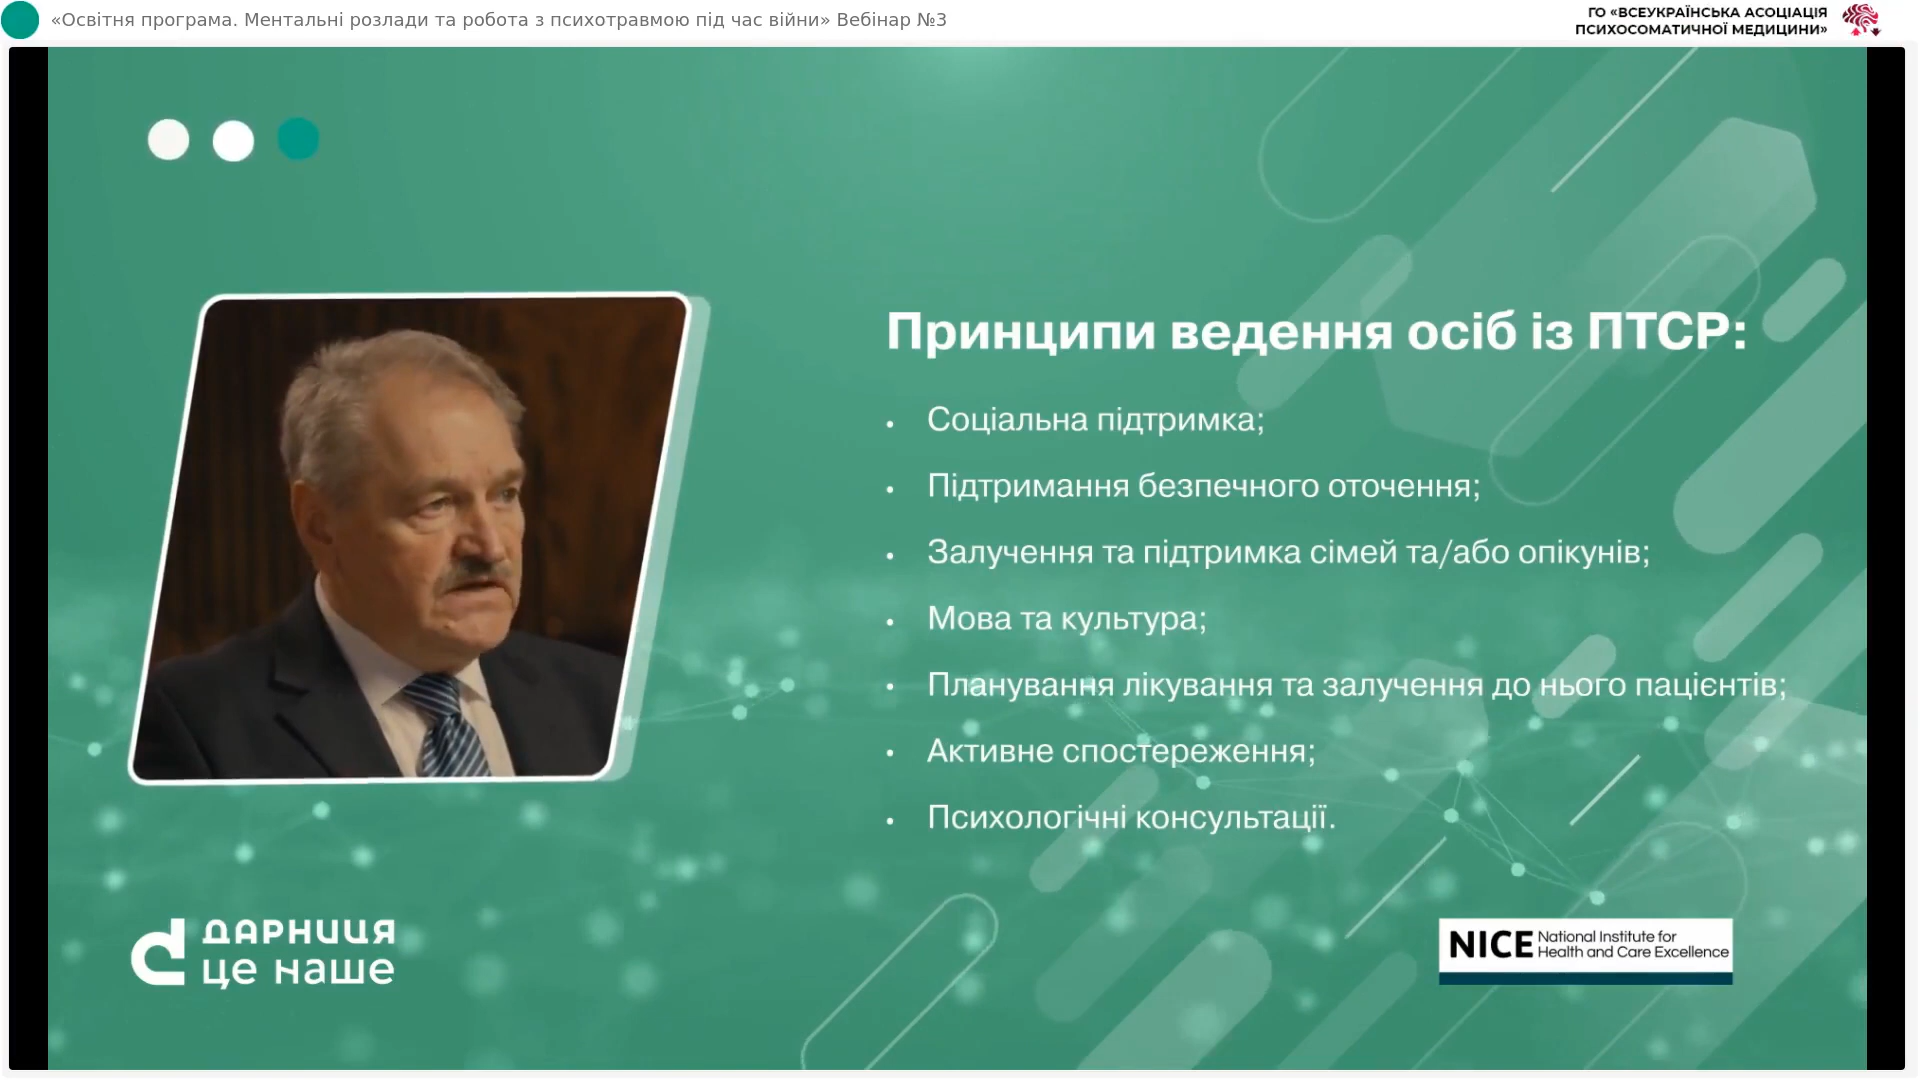 «Освітня програма. Ментальні розлади та робота з психотравмою під час війни» Вебінар №3
ГО «ВСЕУКРАЇНСЬКА АСОЦІАЦІЯ
ПСИХОСОМАТИЧНОЇ МЕДИЦИНИ»
Принципи ведення осіб із ПТСР:
• Соціальна підтримка;
• Підтримання безпечного оточення;
• Залучення та підтримка сімей та/або опікунів;
• Мова та культура;
• Планування лікування та залучення до нього пацієнтів;
• Активне спостереження;
• Психологічні консультації.
ДАРНИЦЯ
це наше
NICE National Institute for
Health and Care Excellence